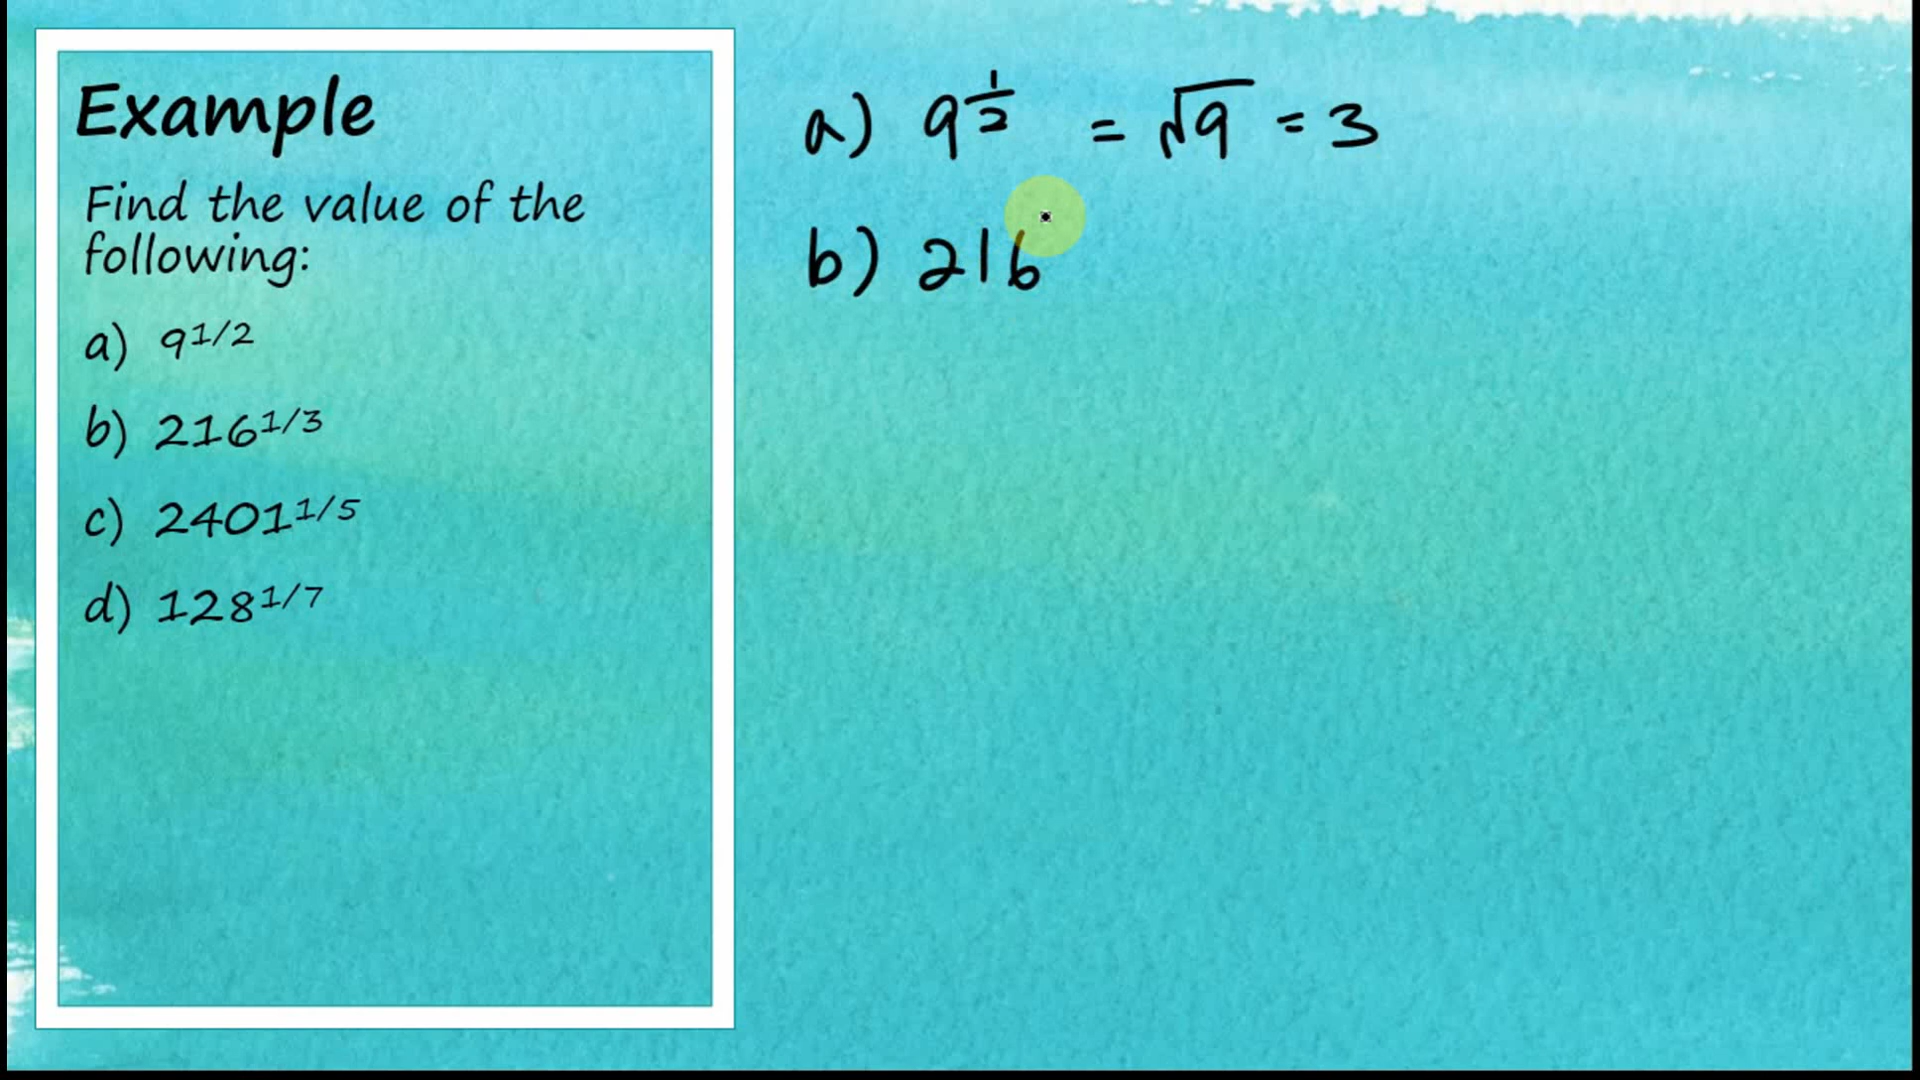 Example
Find the value of the
following:
a) 9^1/2
b) 216^1/3
c) 2401^1/5
d) 128^1/7
a) 9^1/2 = √9 = 3
b) 216